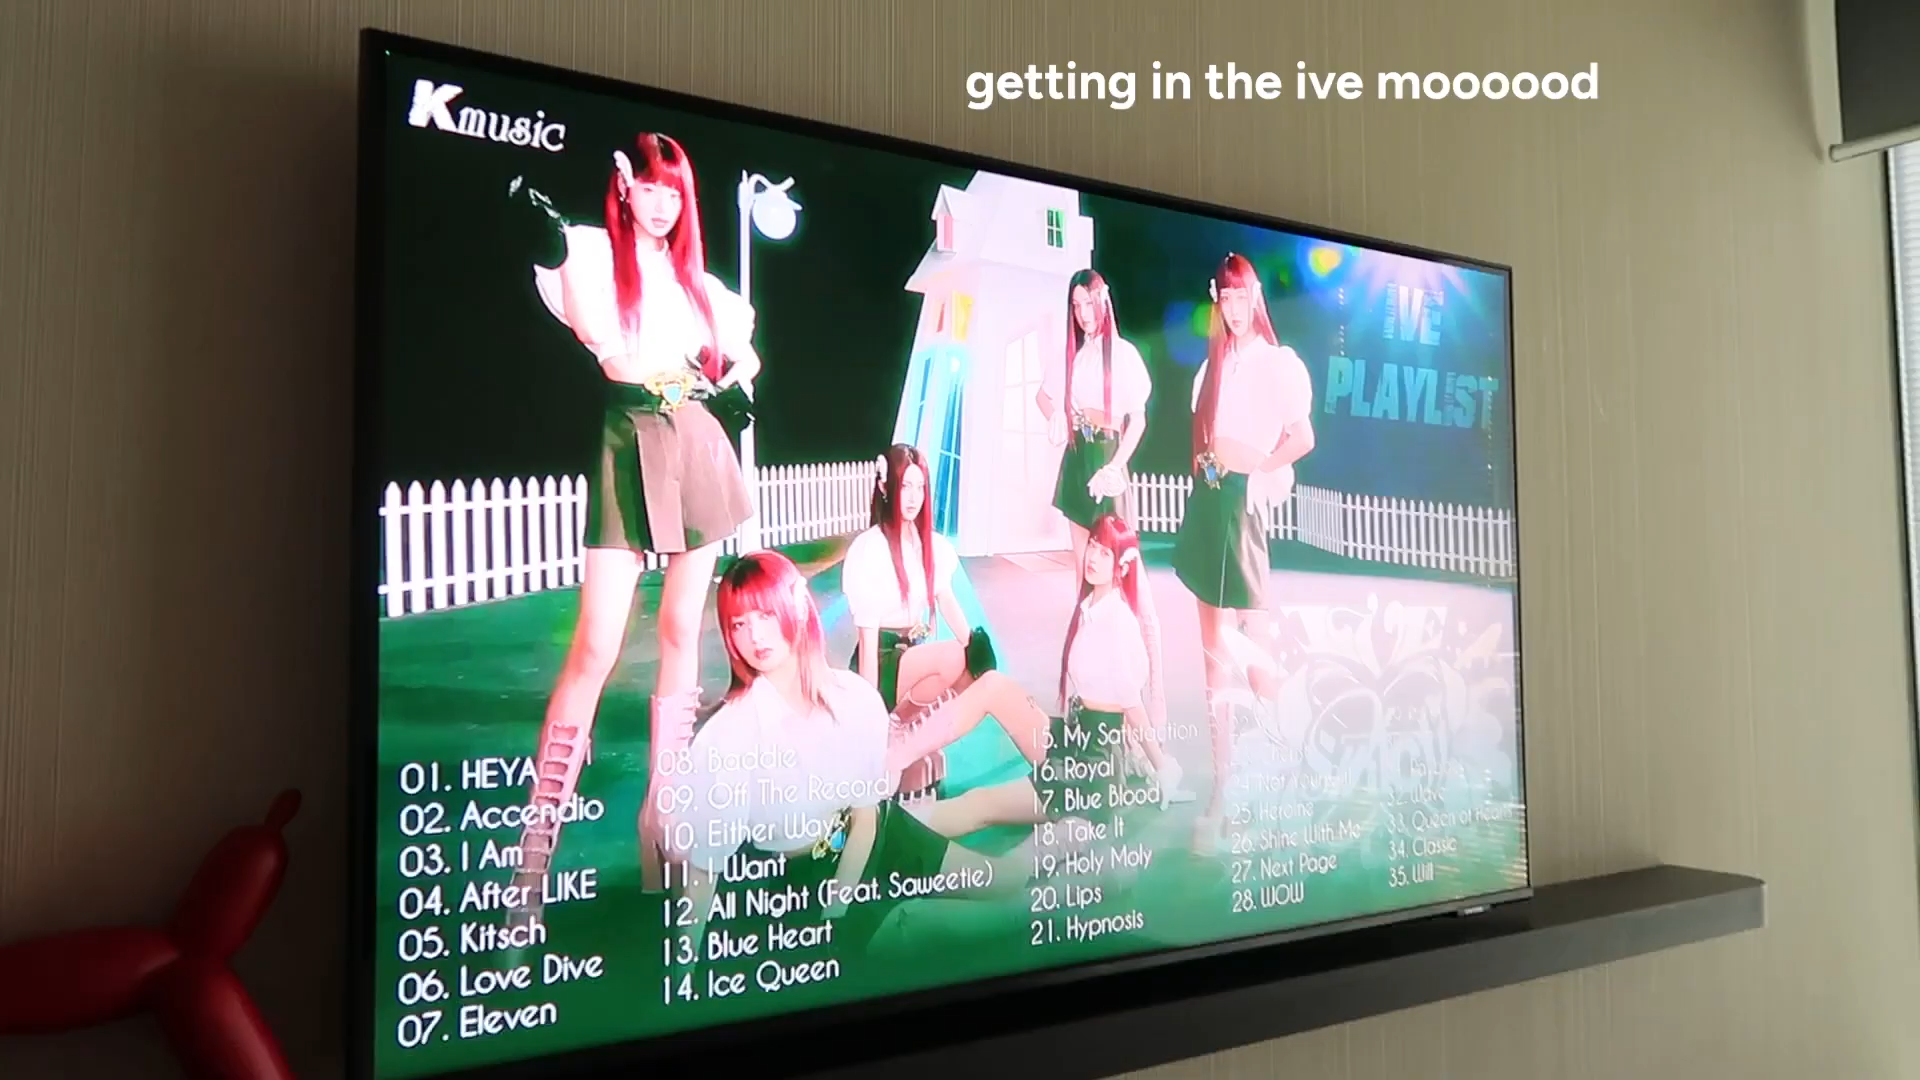 getting in the ive moooood
Kmusic
IVE
PLAYLIST
01. HEYA
02. Accendio
03. I Am
04. After LIKE
05. Kitsch
06. Love Dive
07. Eleven
08. Baddie
09. Off The Record
10. Either Way
11. I Want
12. All Night (Feat. Saweetie)
13. Blue Heart
14. Ice Queen
15. My Satisfaction
16. Royal
17. Blue Blood
18. Take It
19. Holy Moly
20. Lips
21. Hypnosis
24. Not Your Girl
25. Heroine
26. Shine With Me
27. Next Page
28. WOW
32. Wave
33. Queen of Hearts
34. Classic
35. Will